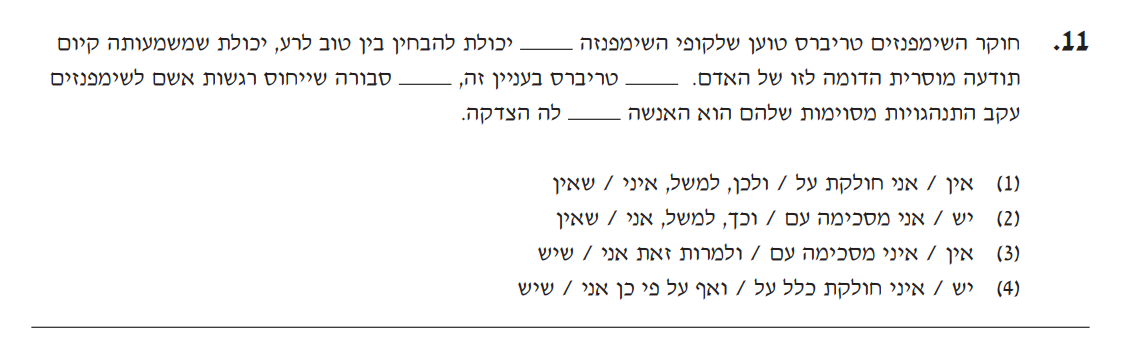 11. חוקר השימפנזים טריברס טוען שלקופי השימפנזה _____ יכולת להבחין בין טוב לרע, יכולת שמשמעותה קיום
תודעה מוסרית הדומה לזו של האדם. _____ טריברס בעניין זה, _____ סבורה שייחוס רגשות אשם לשימפנזים
עקב התנהגויות מסוימות שלהם הוא האנשה _____ לה הצדקה.
(1) אין / אני חולקת על / ולכן, למשל, איני / שאין
(2) יש / אני מסכימה עם / וכך, למשל, אני / שאין
(3) אין / איני מסכימה עם / ולמרות זאת אני / שיש
(4) יש / איני חולקת כלל על / ואף על פי כן אני / שיש